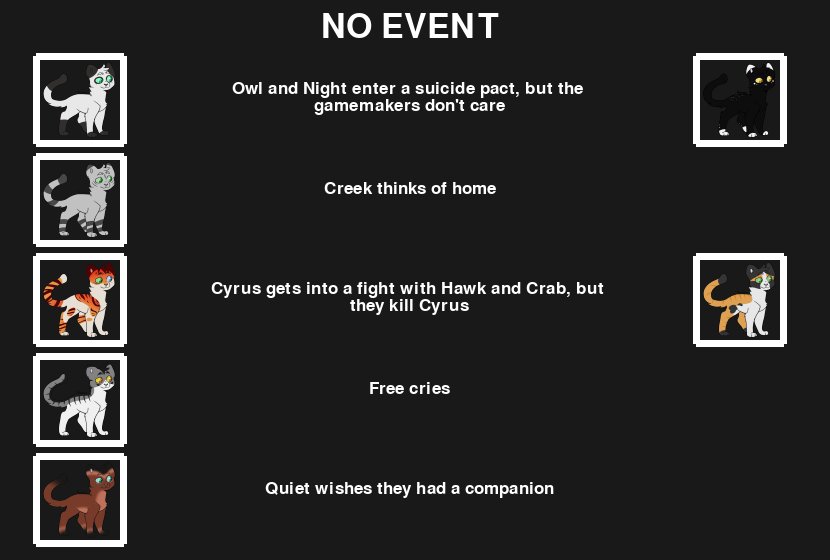 NO EVENT
Owl and Night enter a suicide pact, but the
gamemakers don't care
Creek thinks of home
Cyrus gets into a fight with Hawk and Crab, but
they kill Cyrus
Free cries
Quiet wishes they had a companion